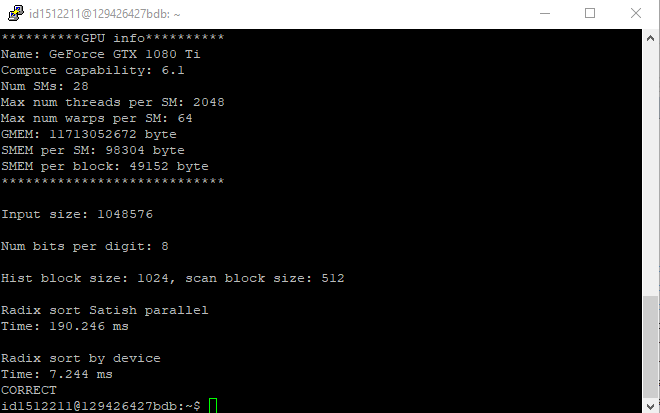 id1512211@129426427bdb: ~
**********GPU info**********
Name: GeForce GTX 1080 Ti
Compute capability: 6.1
Num SMs: 28
Max num threads per SM: 2048
Max num warps per SM: 64
GMEM: 11713052672 byte
SMEM per SM: 98304 byte
SMEM per block: 49152 byte
****************************
Input size: 1048576
Num bits per digit: 8
Hist block size: 1024, scan block size: 512
Radix sort Satish parallel
Time: 190.246 ms
Radix sort by device
Time: 7.244 ms
CORRECT
id1512211@129426427bdb:~$